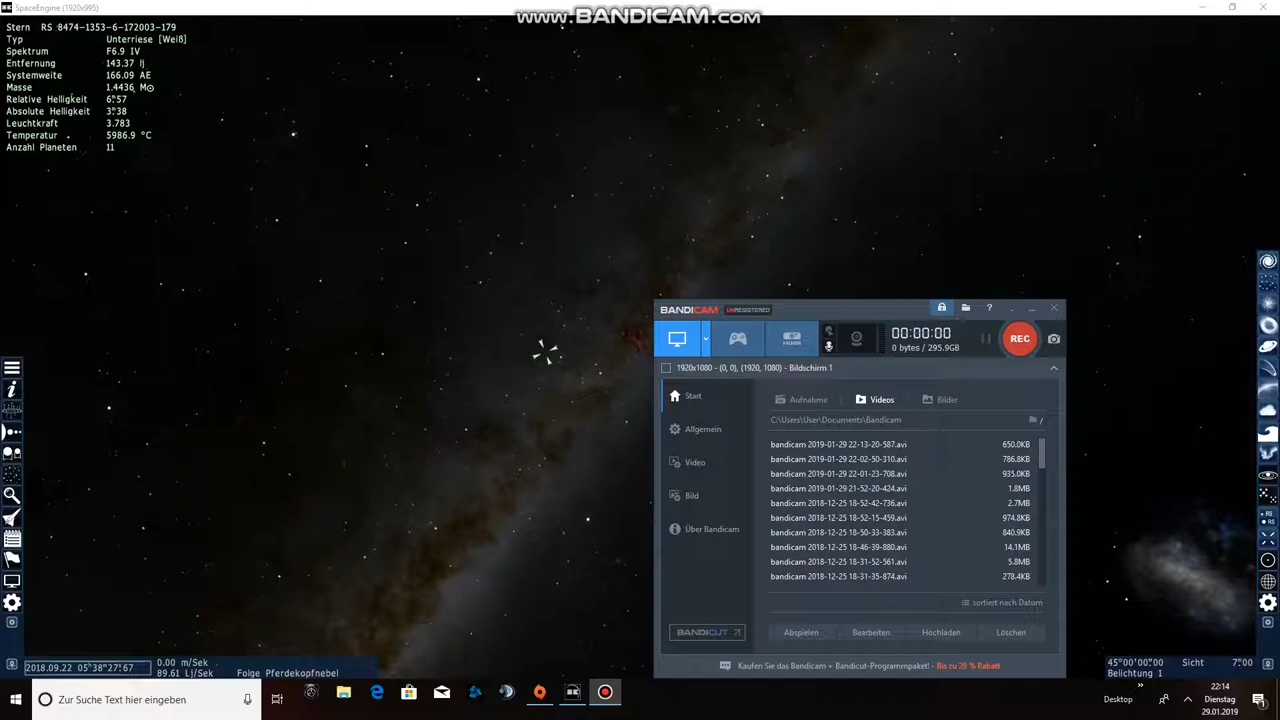 SpaceEngine (1920x995)
www.BANDICAM.com
Stern RS 8474-1353-6-172003-179
Typ Unterriese [Weiß]
Spektrum F6.9 IV
Entfernung 143.37 lj
Systemweite 166.09 AE
Masse 1.4436 M⊙
Relative Helligkeit 6ᵐ57
Absolute Helligkeit 3ᵐ38
Leuchtkraft 3.783
Temperatur 5986.9 °C
Anzahl Planeten 11
BANDICAM UNREGISTERED
HDMI
00:00:00
0 bytes / 295.9GB
REC
1920x1080 - (0, 0), (1920, 1080) - Bildschirm 1
Start
Allgemein
Video
Bild
Über Bandicam
BANDICUT
Aufnahme Videos Bilder
C:\Users\User\Documents\Bandicam
bandicam 2019-01-29 22-13-20-587.avi 650.0KB
bandicam 2019-01-29 22-02-50-310.avi 786.8KB
bandicam 2019-01-29 22-01-23-708.avi 935.0KB
bandicam 2019-01-29 21-52-20-424.avi 1.8MB
bandicam 2018-12-25 18-52-42-736.avi 2.7MB
bandicam 2018-12-25 18-52-15-459.avi 974.8KB
bandicam 2018-12-25 18-50-33-383.avi 840.9KB
bandicam 2018-12-25 18-46-39-880.avi 14.1MB
bandicam 2018-12-25 18-31-52-561.avi 5.8MB
bandicam 2018-12-25 18-31-35-874.avi 278.4KB
sortiert nach Datum
Abspielen Bearbeiten Hochladen Löschen
Kaufen Sie das Bandicam + Bandicut-Programmpaket! - Bis zu 28 % Rabatt
RS
RS
2018.09.22 05:38:27.57
0.00 m/Sek
89.61 Lj/Sek
Folge Pferdekopfnebel
45°00'00.00 Sicht 7ᵐ00
Belichtung 1
Zur Suche Text hier eingeben
Desktop
22:14
29.01.2019